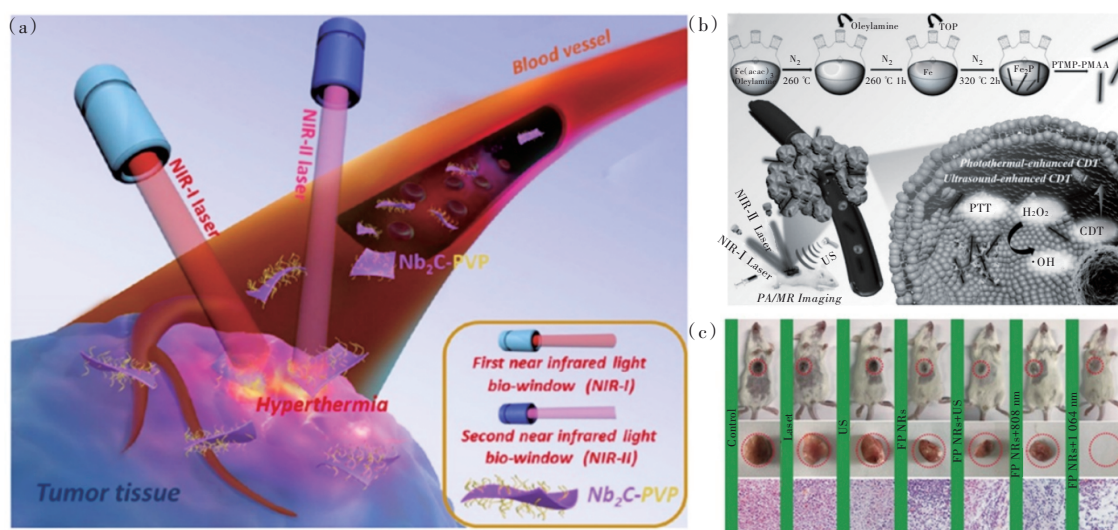 (a)
Blood vessel
NIR-I laser
NIR-II laser
Nb₂C-PVP
Hyperthermia
Tumor tissue
First near infrared light
bio-window (NIR-I)
Second near infrared light
bio-window (NIR-II)
Nb₂C-PVP
(b)
Oleylamine
TOP
Fe(acac)₃
Oleylamine
N₂
260 ℃
N₂
260 ℃ 1h
Fe
N₂
320 ℃ 2h
Fe₂P
PTMP-PMAA
Photothermal-enhanced CDT
Ultrasound-enhanced CDT
PTT
H₂O₂
CDT
·OH
NIR-Ⅱ Laser
NIR-I Laser
US
PA/MR Imaging
(c)
Control
Laset
US
FP NRs
FP NRs+US
FP NRs+808 nm
FP NRs+1 064 nm